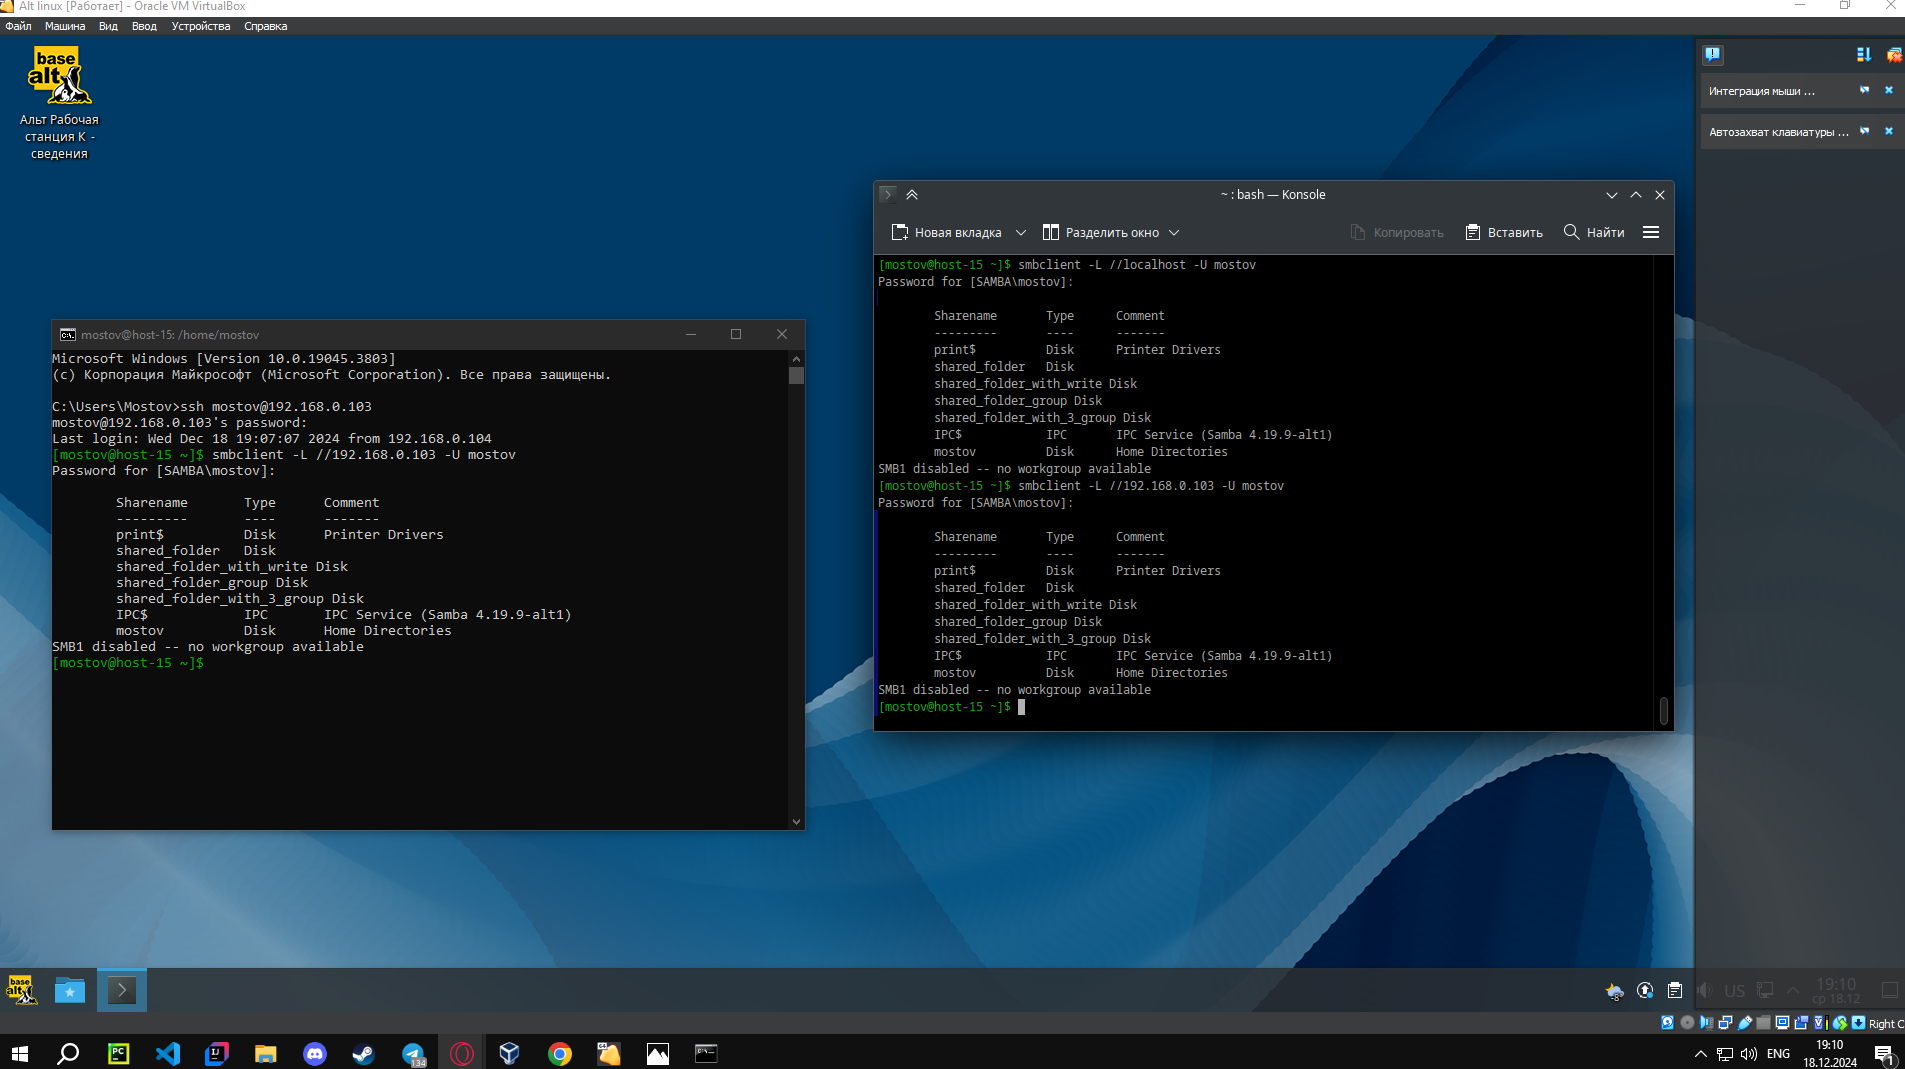 Alt linux [Работает] - Oracle VM VirtualBox
Файл Машина Вид Ввод Устройства Справка
base
alt
Альт Рабочая
станция К -
сведения
Интеграция мыши ...
Автозахват клавиатуры ...
mostov@host-15: /home/mostov
Microsoft Windows [Version 10.0.19045.3803]
(c) Корпорация Майкрософт (Microsoft Corporation). Все права защищены.
C:\Users\Mostov>ssh mostov@192.168.0.103
mostov@192.168.0.103's password:
Last login: Wed Dec 18 19:07:07 2024 from 192.168.0.104
[mostov@host-15 ~]$ smbclient -L //192.168.0.103 -U mostov
Password for [SAMBA\mostov]:
Sharename Type Comment
--------- ---- -------
print$ Disk Printer Drivers
shared_folder Disk
shared_folder_with_write Disk
shared_folder_group Disk
shared_folder_with_3_group Disk
IPC$ IPC IPC Service (Samba 4.19.9-alt1)
mostov Disk Home Directories
SMB1 disabled -- no workgroup available
[mostov@host-15 ~]$
~ : bash — Konsole
Новая вкладка Разделить окно Копировать Вставить Найти
[mostov@host-15 ~]$ smbclient -L //localhost -U mostov
Password for [SAMBA\mostov]:
Sharename Type Comment
--------- ---- -------
print$ Disk Printer Drivers
shared_folder Disk
shared_folder_with_write Disk
shared_folder_group Disk
shared_folder_with_3_group Disk
IPC$ IPC IPC Service (Samba 4.19.9-alt1)
mostov Disk Home Directories
SMB1 disabled -- no workgroup available
[mostov@host-15 ~]$ smbclient -L //192.168.0.103 -U mostov
Password for [SAMBA\mostov]:
Sharename Type Comment
--------- ---- -------
print$ Disk Printer Drivers
shared_folder Disk
shared_folder_with_write Disk
shared_folder_group Disk
shared_folder_with_3_group Disk
IPC$ IPC IPC Service (Samba 4.19.9-alt1)
mostov Disk Home Directories
SMB1 disabled -- no workgroup available
[mostov@host-15 ~]$
base
alt
US 19:10
ср 18.12
Right C
PC IJ 134 ENG 19:10
18.12.2024 1